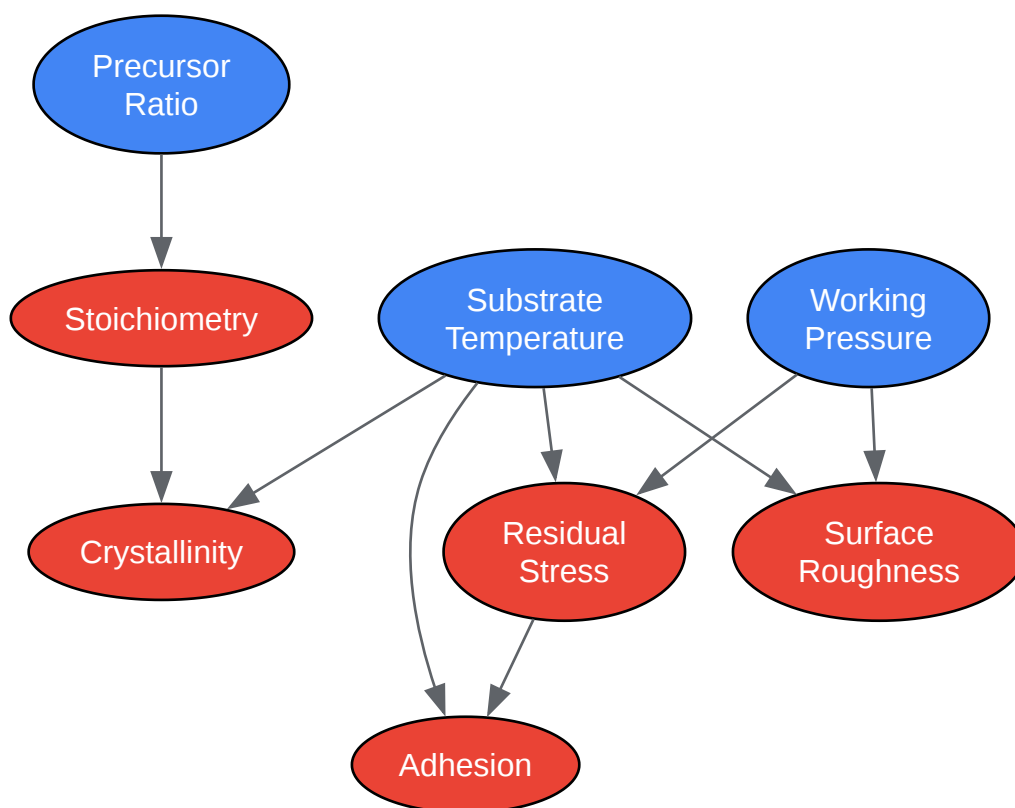 Precursor
Ratio
Stoichiometry
Substrate
Temperature
Working
Pressure
Crystallinity
Residual
Stress
Surface
Roughness
Adhesion